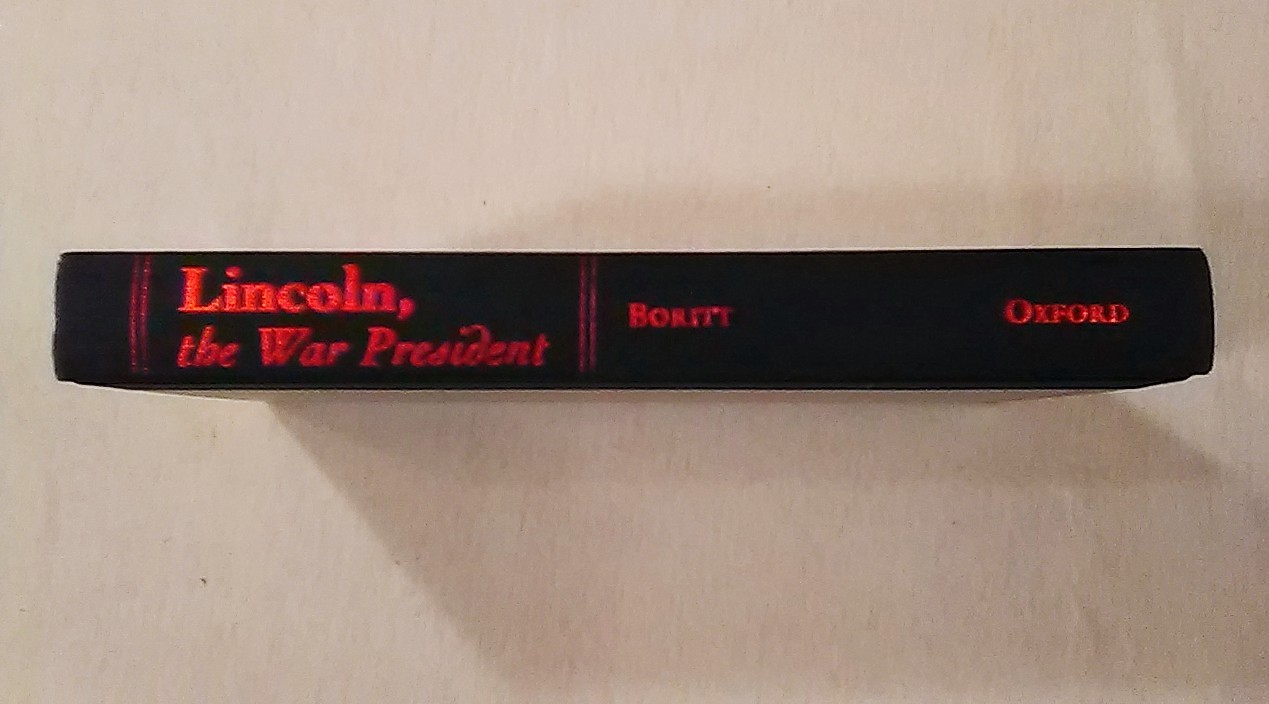 Lincoln,
the War President
BORITT
OXFORD